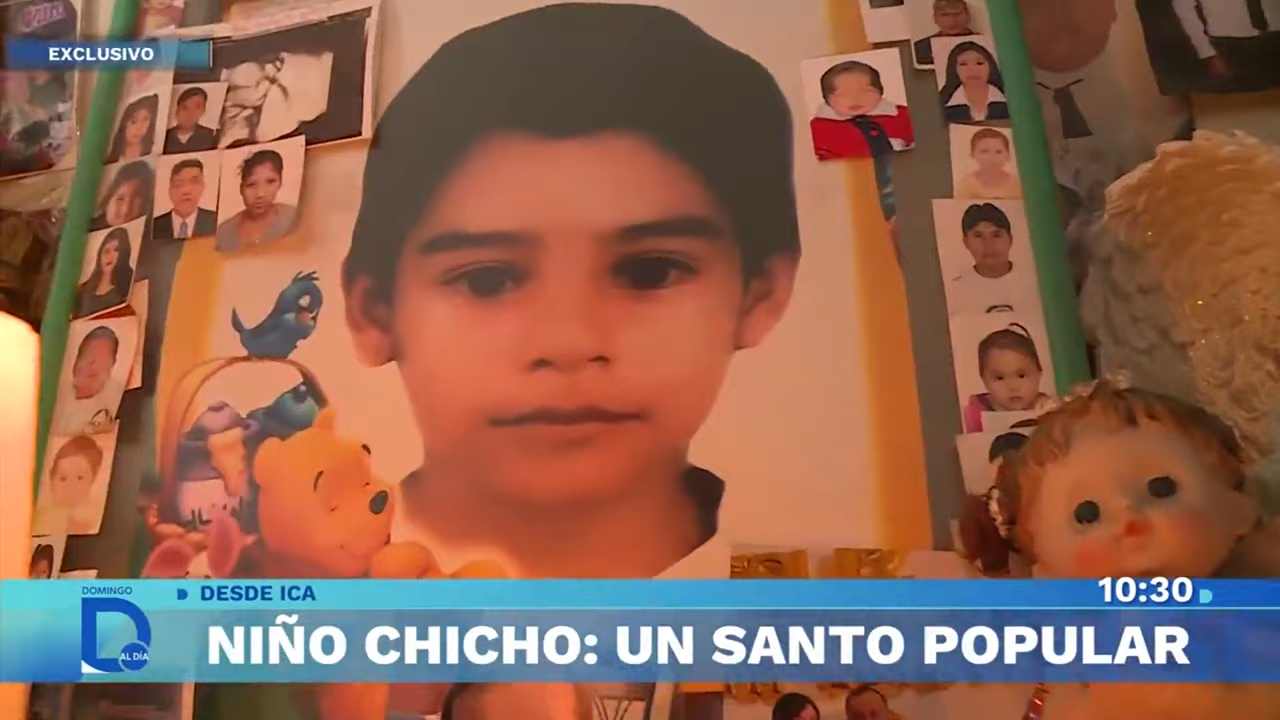 EXCLUSIVO
DOMINGO
D
AL DÍA
DESDE ICA
10:30
NIÑO CHICHO: UN SANTO POPULAR